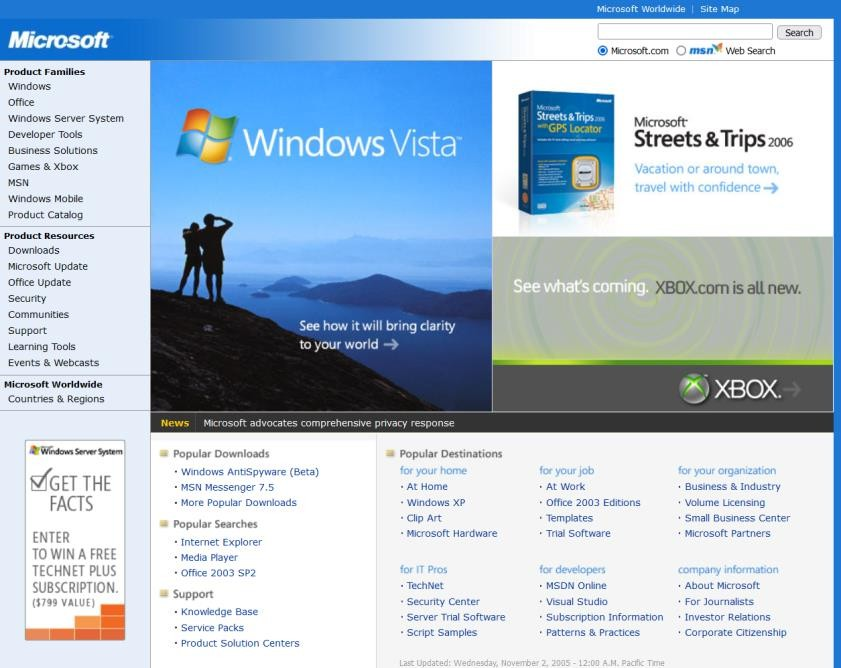 Microsoft Worldwide | Site Map
Microsoft
Search
Microsoft.com msn Web Search
Product Families
Windows
Office
Windows Server System
Developer Tools
Business Solutions
Games & Xbox
MSN
Windows Mobile
Product Catalog
Product Resources
Downloads
Microsoft Update
Office Update
Security
Communities
Support
Learning Tools
Events & Webcasts
Microsoft Worldwide
Countries & Regions
Windows Server System
GET THE
FACTS
ENTER
TO WIN A FREE
TECHNET PLUS
SUBSCRIPTION.
($799 VALUE)
Windows Vista™
See how it will bring clarity
to your world
Microsoft
Streets & Trips 2006
with GPS Locator
Microsoft®
Streets & Trips 2006
Vacation or around town,
travel with confidence
See what's coming. XBOX.com is all new.
XBOX.
News Microsoft advocates comprehensive privacy response
Popular Downloads
· Windows AntiSpyware (Beta)
· MSN Messenger 7.5
· More Popular Downloads
Popular Searches
· Internet Explorer
· Media Player
· Office 2003 SP2
Support
· Knowledge Base
· Service Packs
· Product Solution Centers
Popular Destinations
for your home
· At Home
· Windows XP
· Clip Art
· Microsoft Hardware
for your job
· At Work
· Office 2003 Editions
· Templates
· Trial Software
for your organization
· Business & Industry
· Volume Licensing
· Small Business Center
· Microsoft Partners
for IT Pros
· TechNet
· Security Center
· Server Trial Software
· Script Samples
for developers
· MSDN Online
· Visual Studio
· Subscription Information
· Patterns & Practices
company information
· About Microsoft
· For Journalists
· Investor Relations
· Corporate Citizenship
Last Updated: Wednesday, November 2, 2005 - 12:00 A.M. Pacific Time